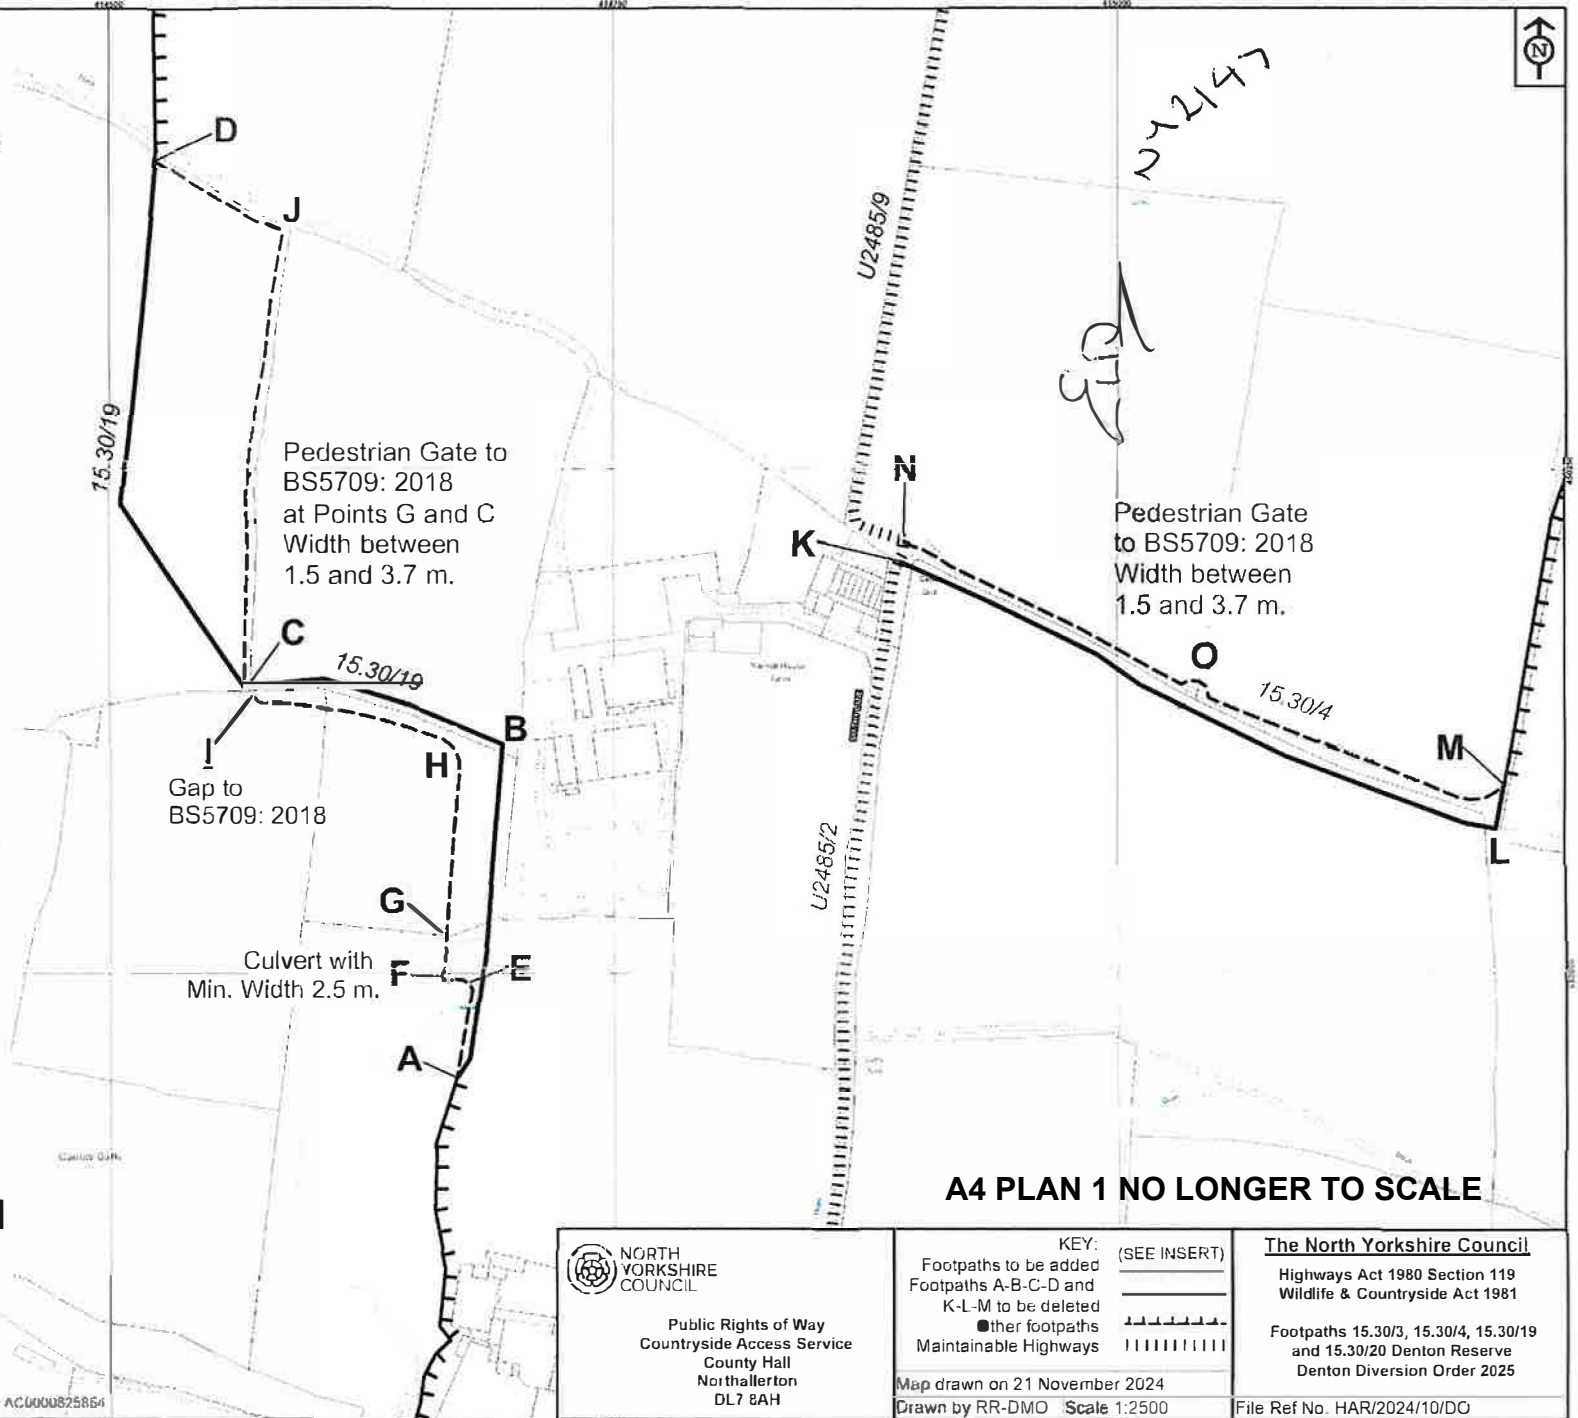 D
J
242147
U2485/9
15.30/19
Pedestrian Gate to
BS5709: 2018
at Points G and C
Width between
1.5 and 3.7 m.
N
K
Pedestrian Gate
to BS5709: 2018
Width between
1.5 and 3.7 m.
C
15.30/19
O
15.30/4
B
M
I
H
Gap to
BS5709: 2018
U2485/2
L
G
Culvert with
Min. Width 2.5 m.
F
E
A
A4 PLAN 1 NO LONGER TO SCALE
NORTH
YORKSHIRE
COUNCIL
Public Rights of Way
Countryside Access Service
County Hall
Northallerton
DL7 8AH
KEY:
(SEE INSERT)
Footpaths to be added
Footpaths A-B-C-D and
K-L-M to be deleted
Other footpaths
Maintainable Highways
Map drawn on 21 November 2024
Drawn by RR-DMO Scale 1:2500
The North Yorkshire Council
Highways Act 1980 Section 119
Wildlife & Countryside Act 1981
Footpaths 15.30/3, 15.30/4, 15.30/19
and 15.30/20 Denton Reserve
Denton Diversion Order 2025
File Ref No. HAR/2024/10/DO
AC0000825864